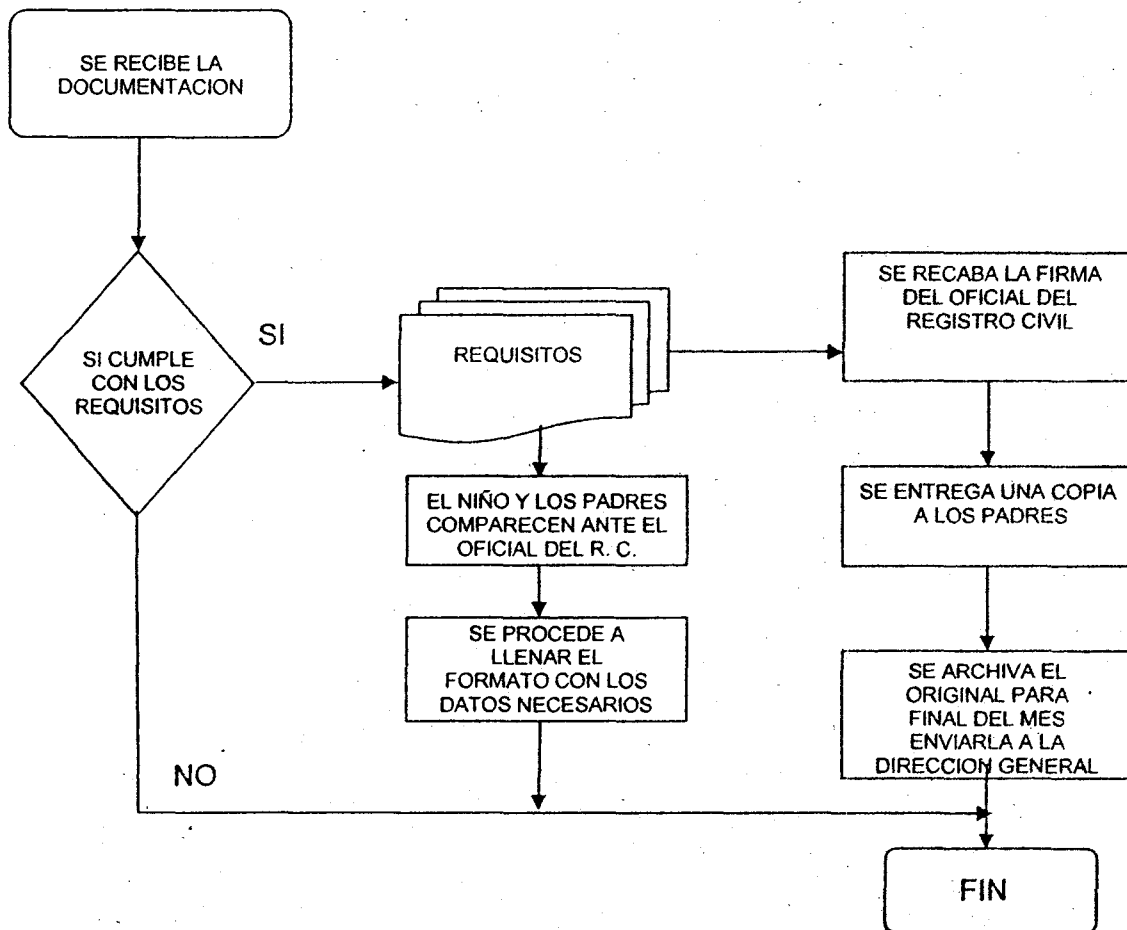 SE RECIBE LA
DOCUMENTACION
SI CUMPLE
CON LOS
REQUISITOS
SI
NO
REQUISITOS
EL NIÑO Y LOS PADRES
COMPARECEN ANTE EL
OFICIAL DEL R. C.
SE PROCEDE A
LLENAR EL
FORMATO CON LOS
DATOS NECESARIOS
SE RECABA LA FIRMA
DEL OFICIAL DEL
REGISTRO CIVIL
SE ENTREGA UNA COPIA
A LOS PADRES
SE ARCHIVA EL
ORIGINAL PARA
FINAL DEL MES
ENVIARLA A LA
DIRECCION GENERAL
FIN